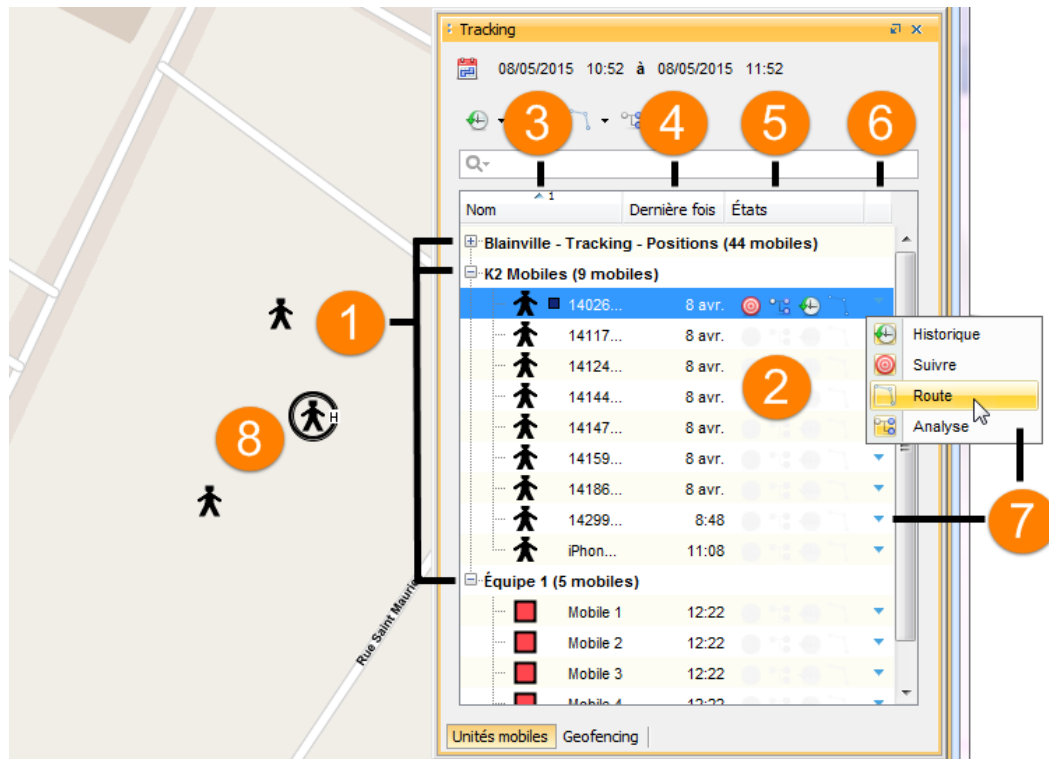 Tracking
08/05/2015 10:52 à 08/05/2015 11:52
3 4 5 6
1
Nom Dernière fois États
Blainville - Tracking - Positions (44 mobiles)
K2 Mobiles (9 mobiles)
14026... 8 avr.
14117... 8 avr.
14124... 8 avr.
14144... 8 avr.
14147... 8 avr.
14159... 8 avr.
14186... 8 avr.
14299... 8:48
iPhon... 11:08
Équipe 1 (5 mobiles)
Mobile 1 12:22
Mobile 2 12:22
Mobile 3 12:22
Mobile 4 12:22
Unités mobiles Geofencing
Historique
Suivre
Route
Analyse
1
2
7
8
H
Rue Saint Maurice